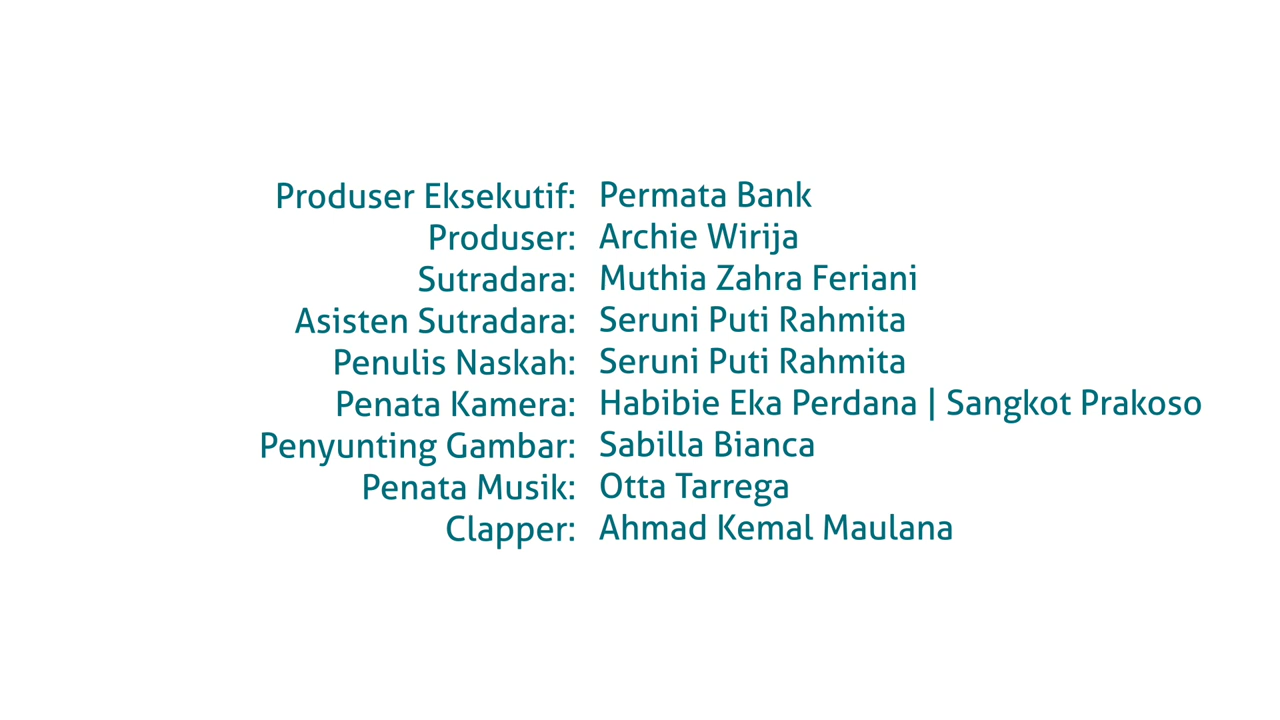 Produser Eksekutif: Permata Bank
Produser: Archie Wirija
Sutradara: Muthia Zahra Feriani
Asisten Sutradara: Seruni Puti Rahmita
Penulis Naskah: Seruni Puti Rahmita
Penata Kamera: Habibie Eka Perdana | Sangkot Prakoso
Penyunting Gambar: Sabilla Bianca
Penata Musik: Otta Tarrega
Clapper: Ahmad Kemal Maulana